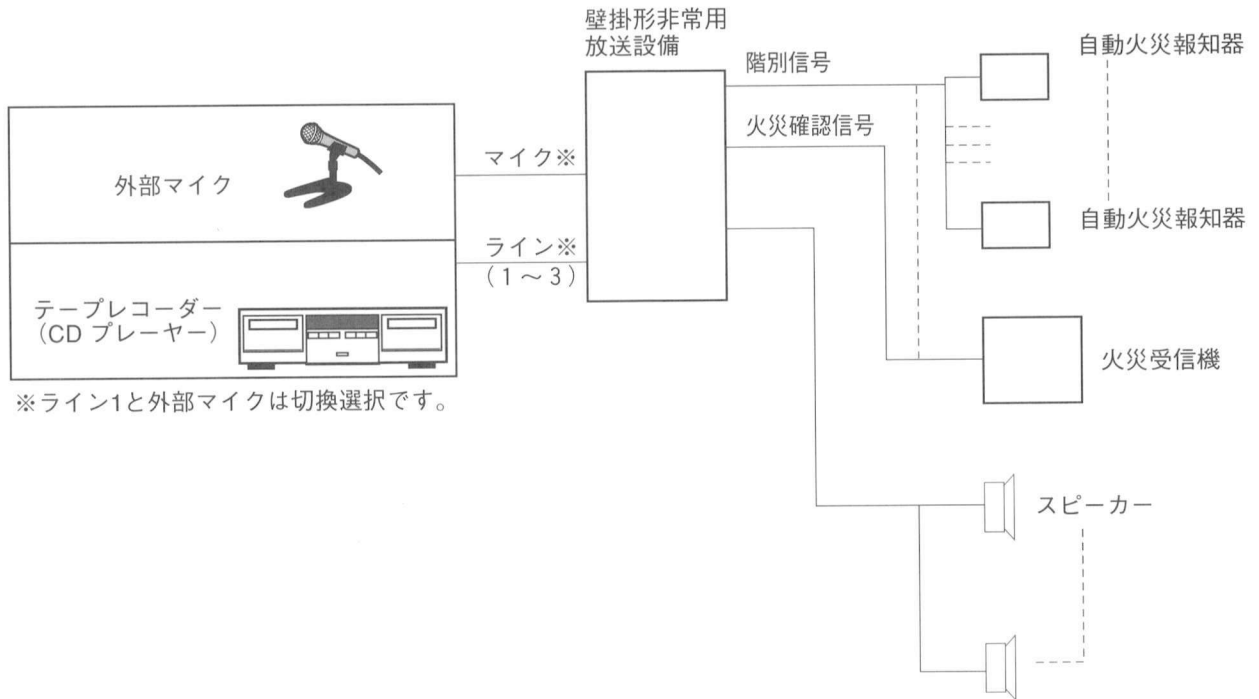 壁掛形非常用
放送設備
階別信号
自動火災報知器
火災確認信号
マイク※
外部マイク
自動火災報知器
ライン※
(1～3)
テープレコーダー
(CD プレーヤー)
火災受信機
※ライン1と外部マイクは切換選択です。
スピーカー